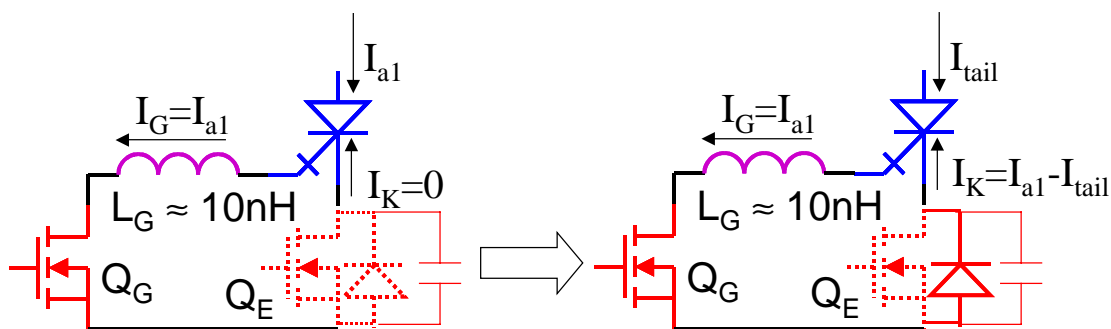 I_a1
I_G=I_a1
I_K=0
L_G ≈ 10nH
Q_G
Q_E
I_tail
I_G=I_a1
I_K=I_a1-I_tail
L_G ≈ 10nH
Q_G
Q_E